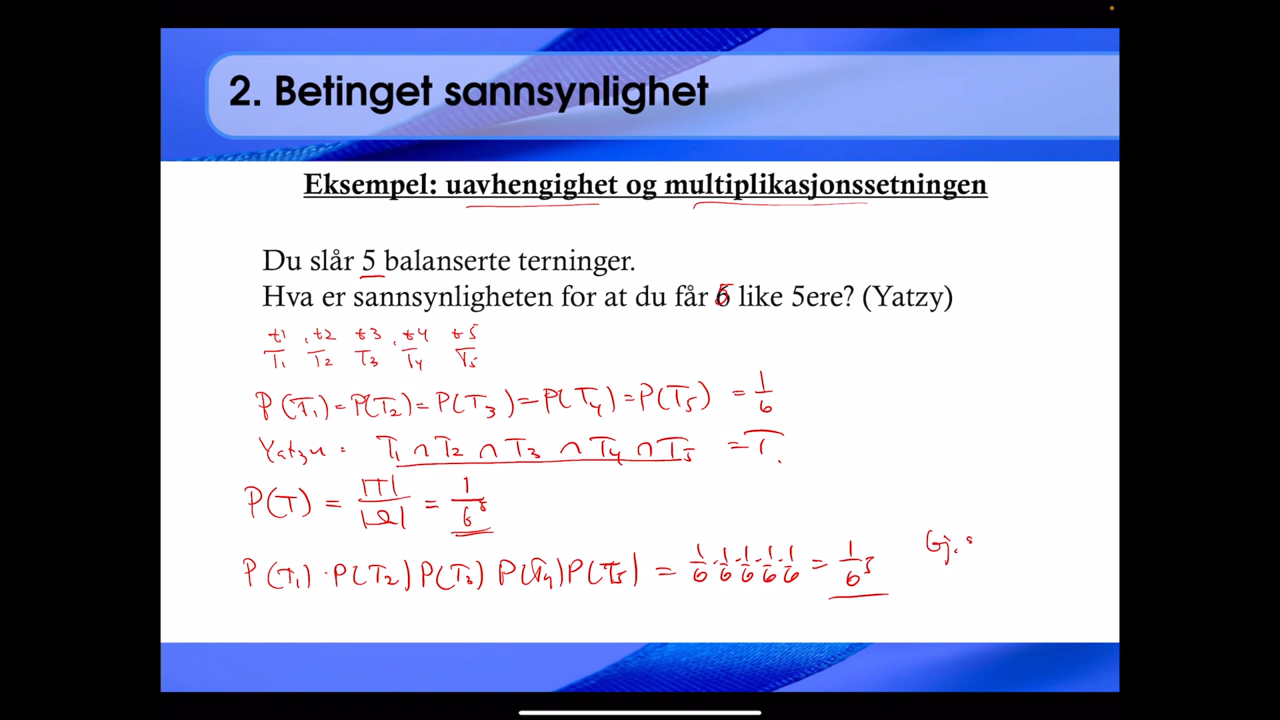 2. Betinget sannsynlighet
Eksempel: uavhengighet og multiplikasjonssetningen
Du slår 5 balanserte terninger.
Hva er sannsynligheten for at du får 5 like 5ere? (Yatzy)
t1, t2 t3, t4 t5
T₁ T₂ T₃ T₄ T₅
P(T₁) = P(T₂) = P(T₃) = P(T₄) = P(T₅) = 1/6
Yatzy = T₁ ∩ T₂ ∩ T₃ ∩ T₄ ∩ T₅ = T.
P(T) = |T|/|Ω| = 1/6⁵
P(T₁) · P(T₂) P(T₃) P(T₄) P(T₅) = 1/6 · 1/6 · 1/6 · 1/6 · 1/6 = 1/6⁵
Gj.